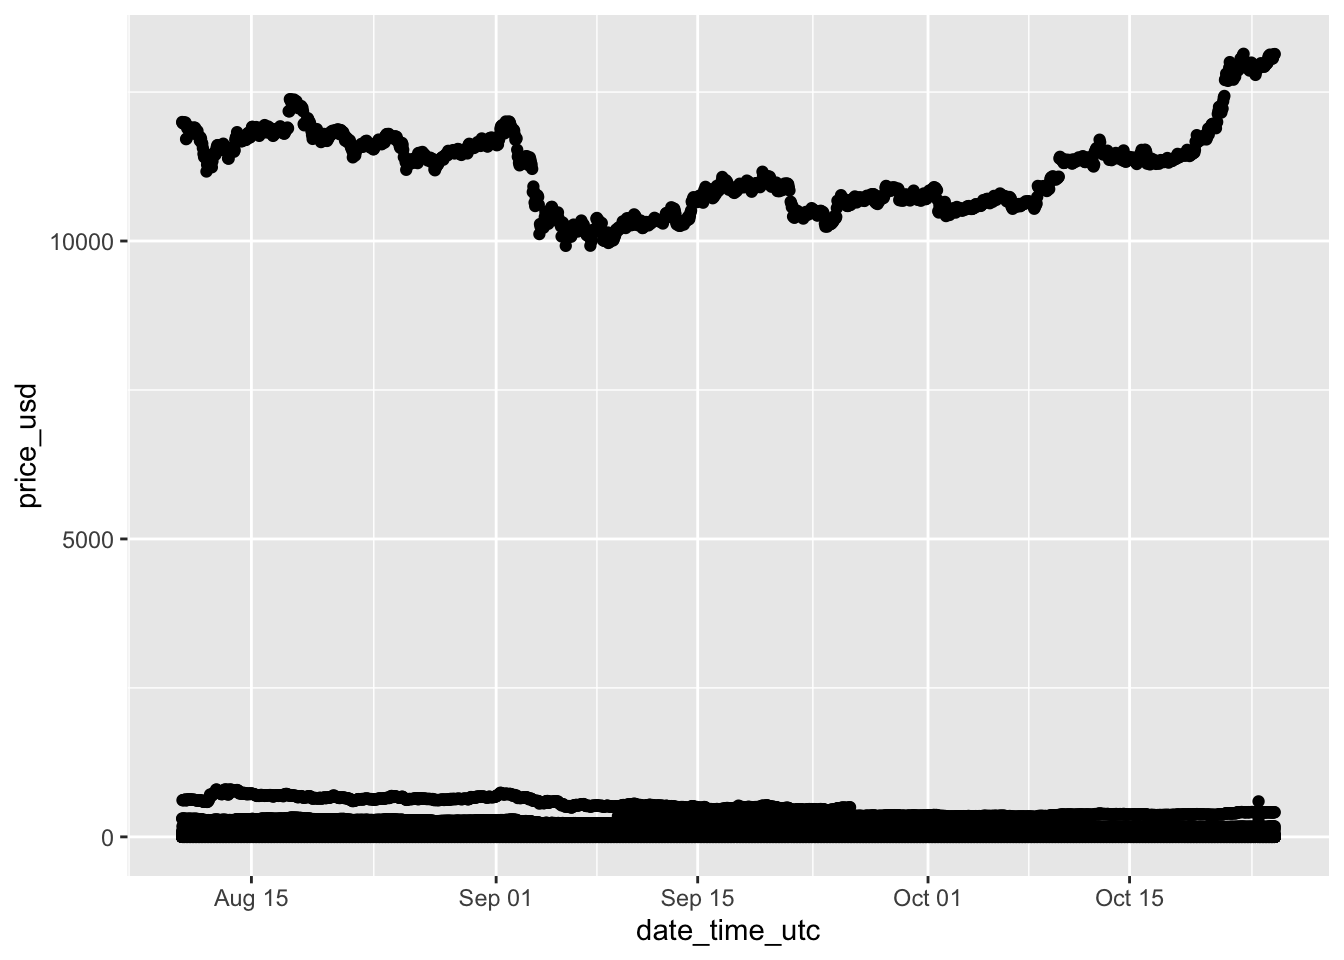 10000
5000
0
price_usd
Aug 15
Sep 01
Sep 15
Oct 01
Oct 15
date_time_utc